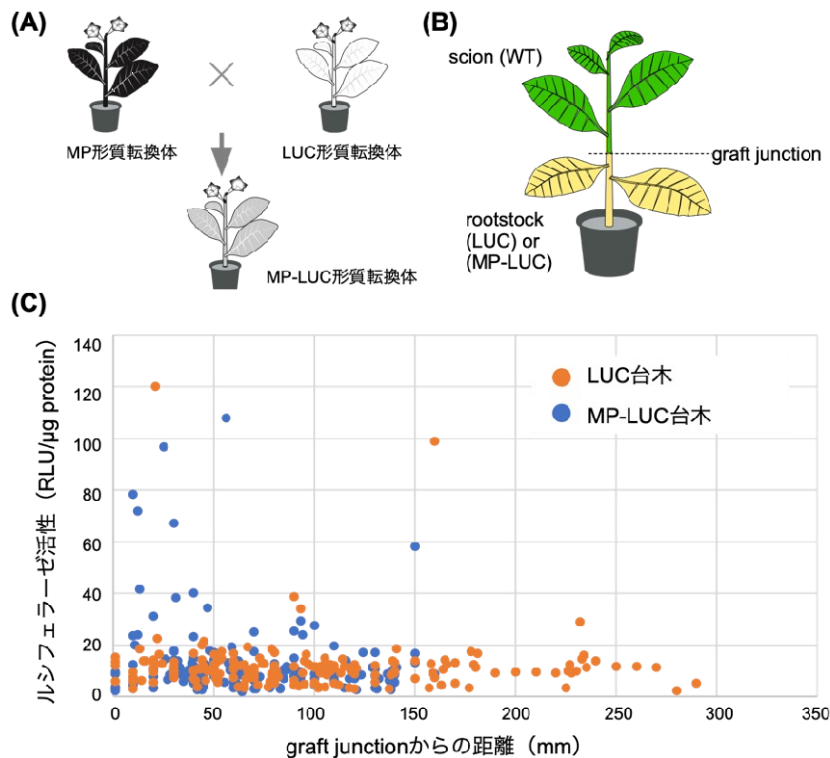 (A)
MP形質転換体
LUC形質転換体
MP-LUC形質転換体
(B)
scion (WT)
graft junction
rootstock
(LUC) or
(MP-LUC)
(C)
ルシフェラーゼ活性（RLU/μg protein）
140
120
100
80
60
40
20
0
LUC台木
MP-LUC台木
0
50
100
150
200
250
300
350
graft junctionからの距離（mm）